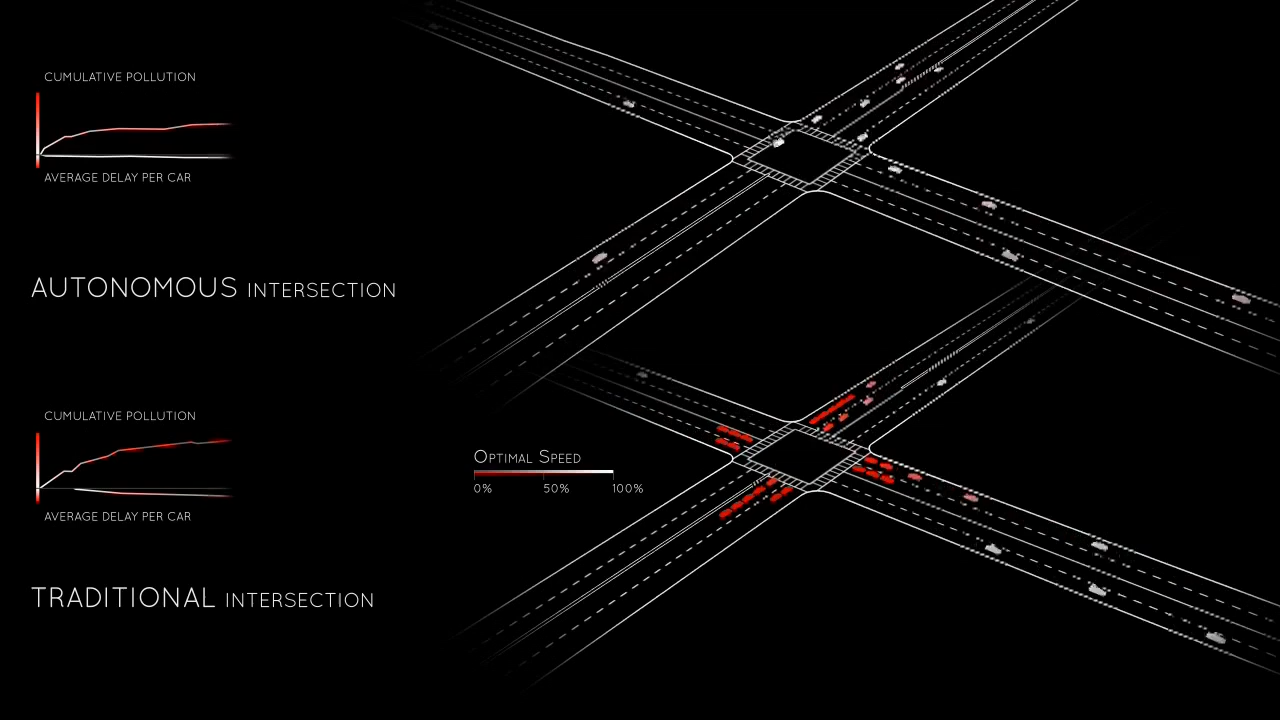 CUMULATIVE POLLUTION
AVERAGE DELAY PER CAR
AUTONOMOUS INTERSECTION
CUMULATIVE POLLUTION
AVERAGE DELAY PER CAR
OPTIMAL SPEED
0% 50% 100%
TRADITIONAL INTERSECTION